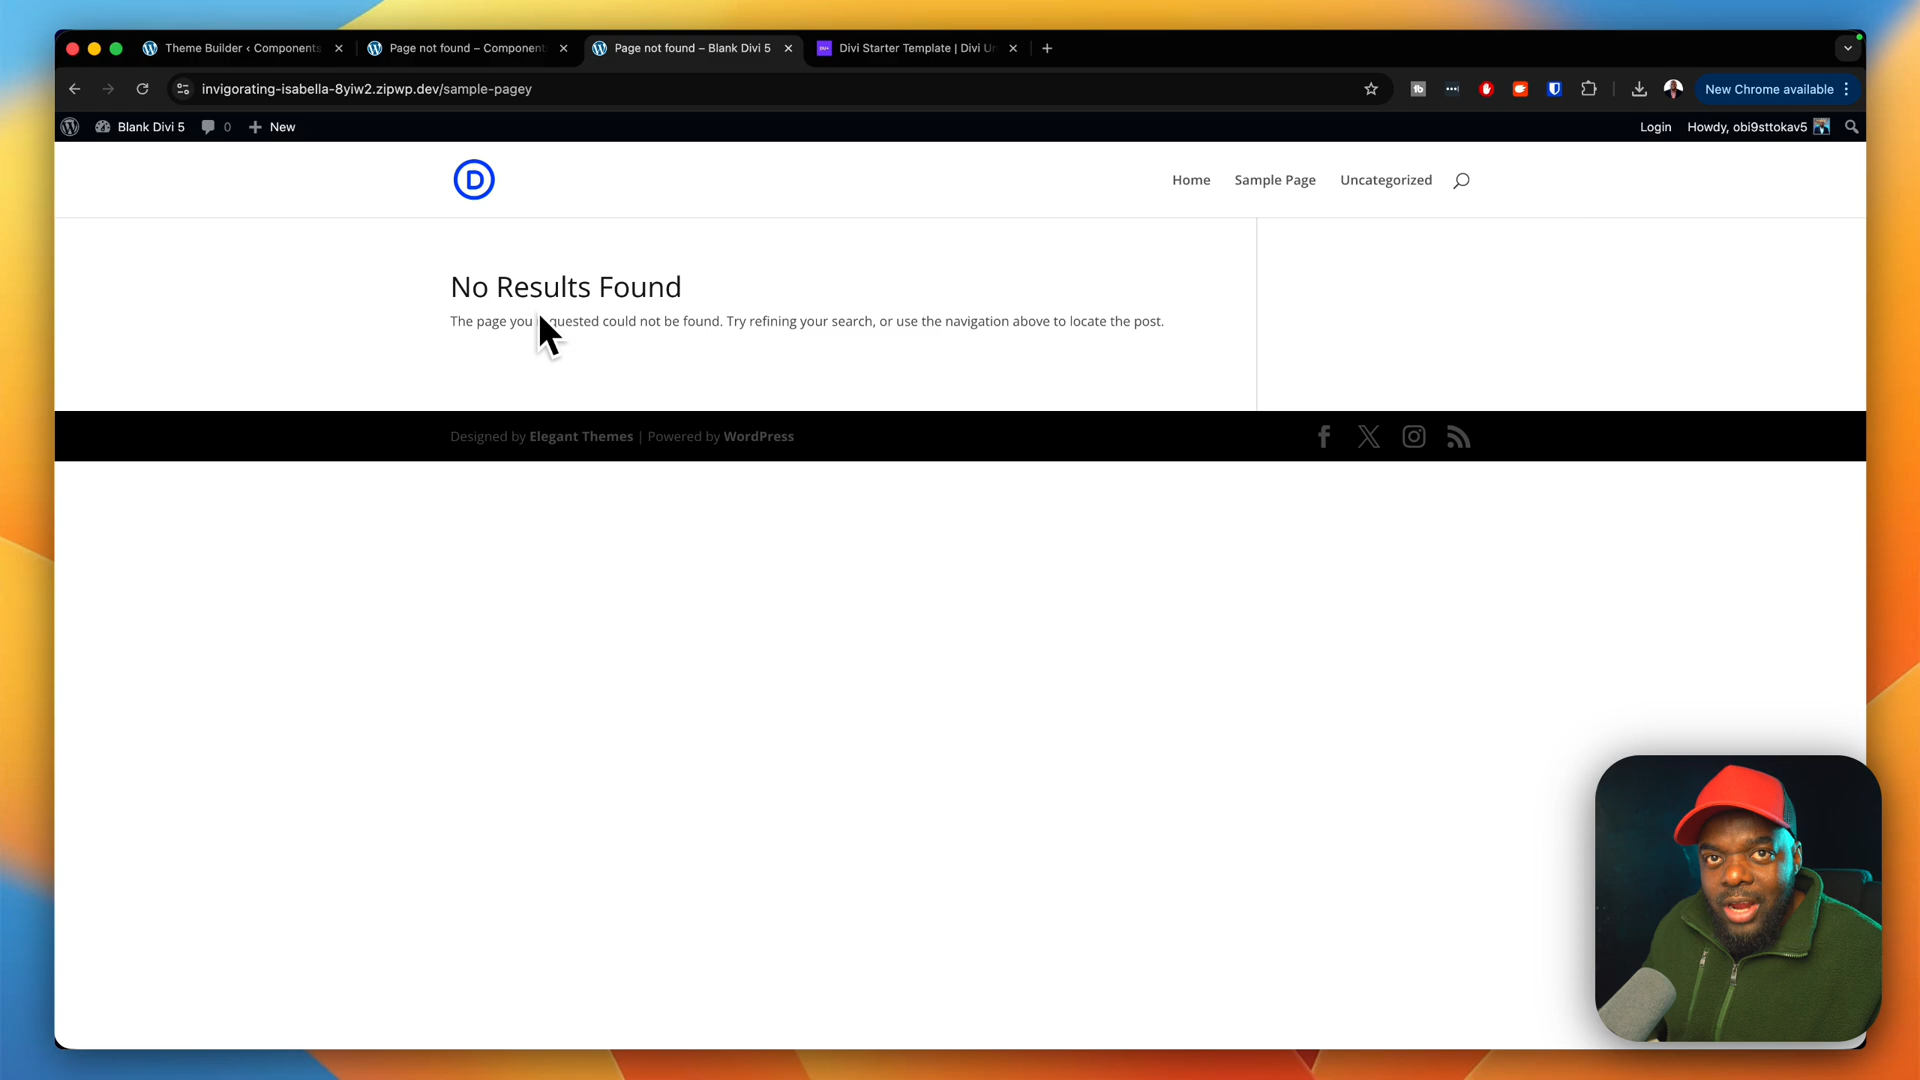 Theme Builder ‹ Components
Page not found – Component
Page not found – Blank Divi 5
Divi Starter Template | Divi Un
invigorating-isabella-8yiw2.zipwp.dev/sample-pagey
New Chrome available
Blank Divi 5
0
New
Login
Howdy, obi9sttokav5
D
Home
Sample Page
Uncategorized
No Results Found
The page you requested could not be found. Try refining your search, or use the navigation above to locate the post.
Designed by Elegant Themes | Powered by WordPress